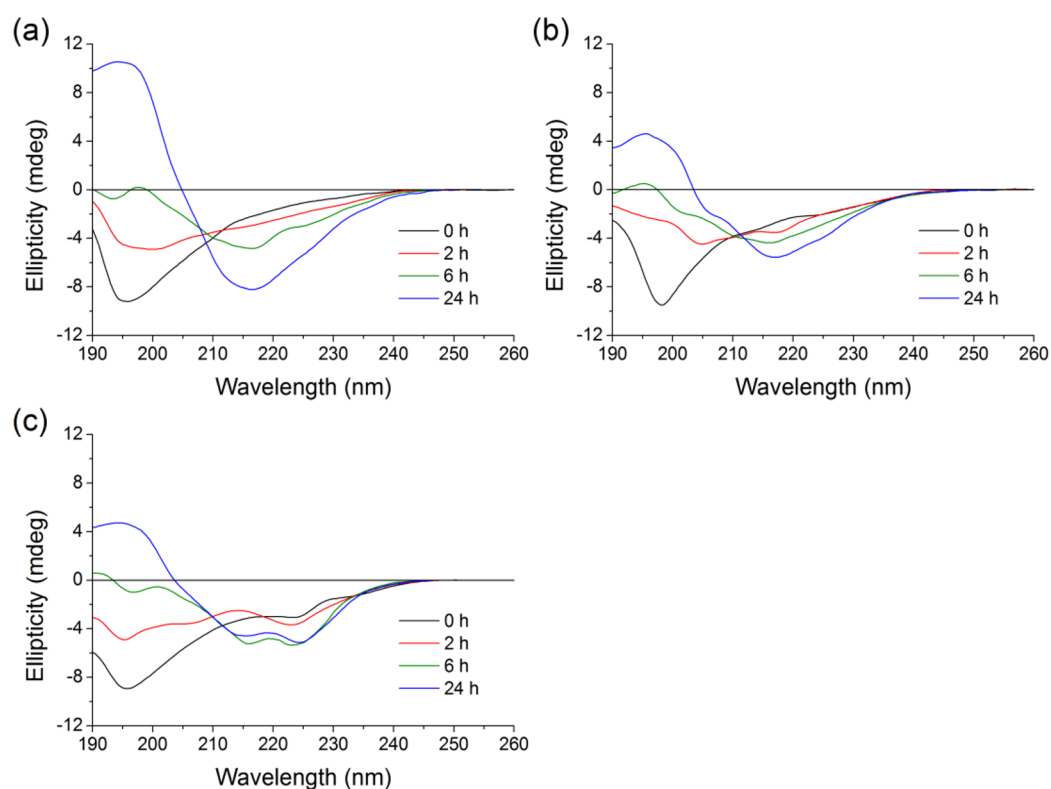 (a)
12
8
4
0
-4
-8
-12
Ellipticity (mdeg)
0 h
2 h
6 h
24 h
190 200 210 220 230 240 250 260
Wavelength (nm)
(b)
12
8
4
0
-4
-8
-12
Ellipticity (mdeg)
0 h
2 h
6 h
24 h
190 200 210 220 230 240 250 260
Wavelength (nm)
(c)
12
8
4
0
-4
-8
-12
Ellipticity (mdeg)
0 h
2 h
6 h
24 h
190 200 210 220 230 240 250 260
Wavelength (nm)